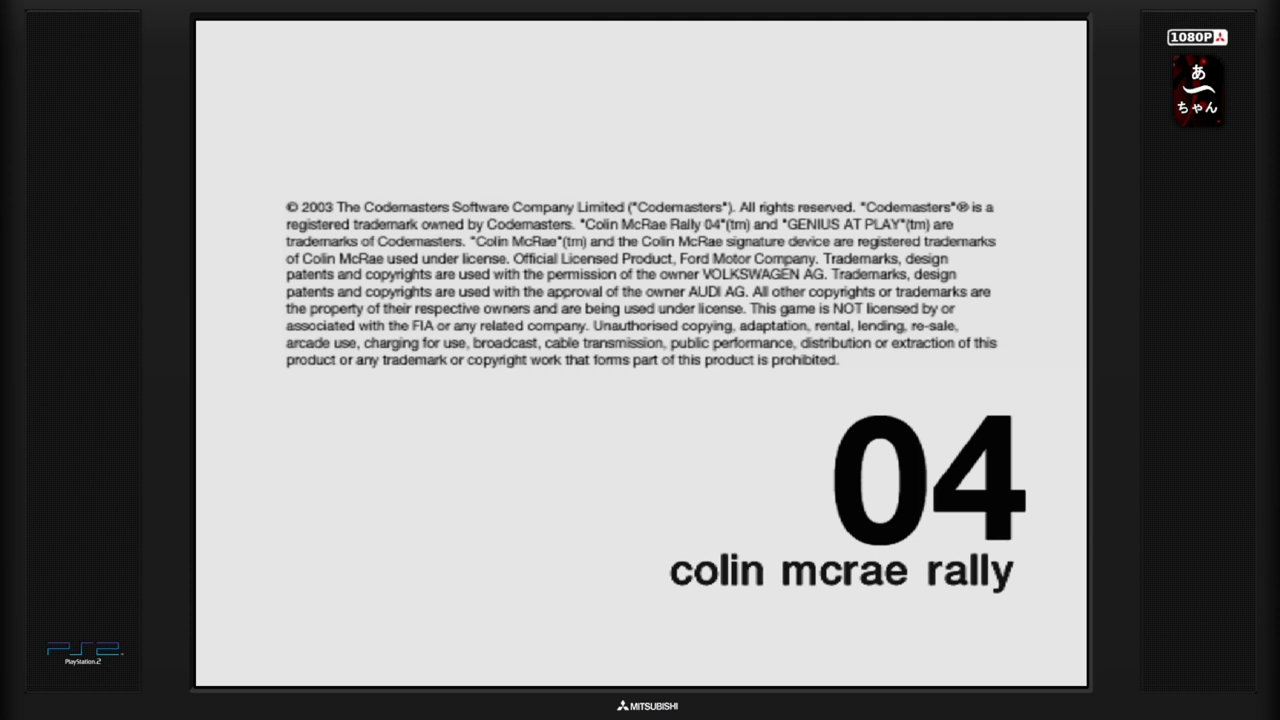 1080P
あ
ー
ちゃん
© 2003 The Codemasters Software Company Limited ("Codemasters"). All rights reserved. "Codemasters"® is a
registered trademark owned by Codemasters. "Colin McRae Rally 04"(tm) and "GENIUS AT PLAY"(tm) are
trademarks of Codemasters. "Colin McRae"(tm) and the Colin McRae signature device are registered trademarks
of Colin McRae used under license. Official Licensed Product, Ford Motor Company. Trademarks, design
patents and copyrights are used with the permission of the owner VOLKSWAGEN AG. Trademarks, design
patents and copyrights are used with the approval of the owner AUDI AG. All other copyrights or trademarks are
the property of their respective owners and are being used under license. This game is NOT licensed by or
associated with the FIA or any related company. Unauthorised copying, adaptation, rental, lending, re-sale,
arcade use, charging for use, broadcast, cable transmission, public performance, distribution or extraction of this
product or any trademark or copyright work that forms part of this product is prohibited.
04
colin mcrae rally
PS2
PlayStation.2
MITSUBISHI